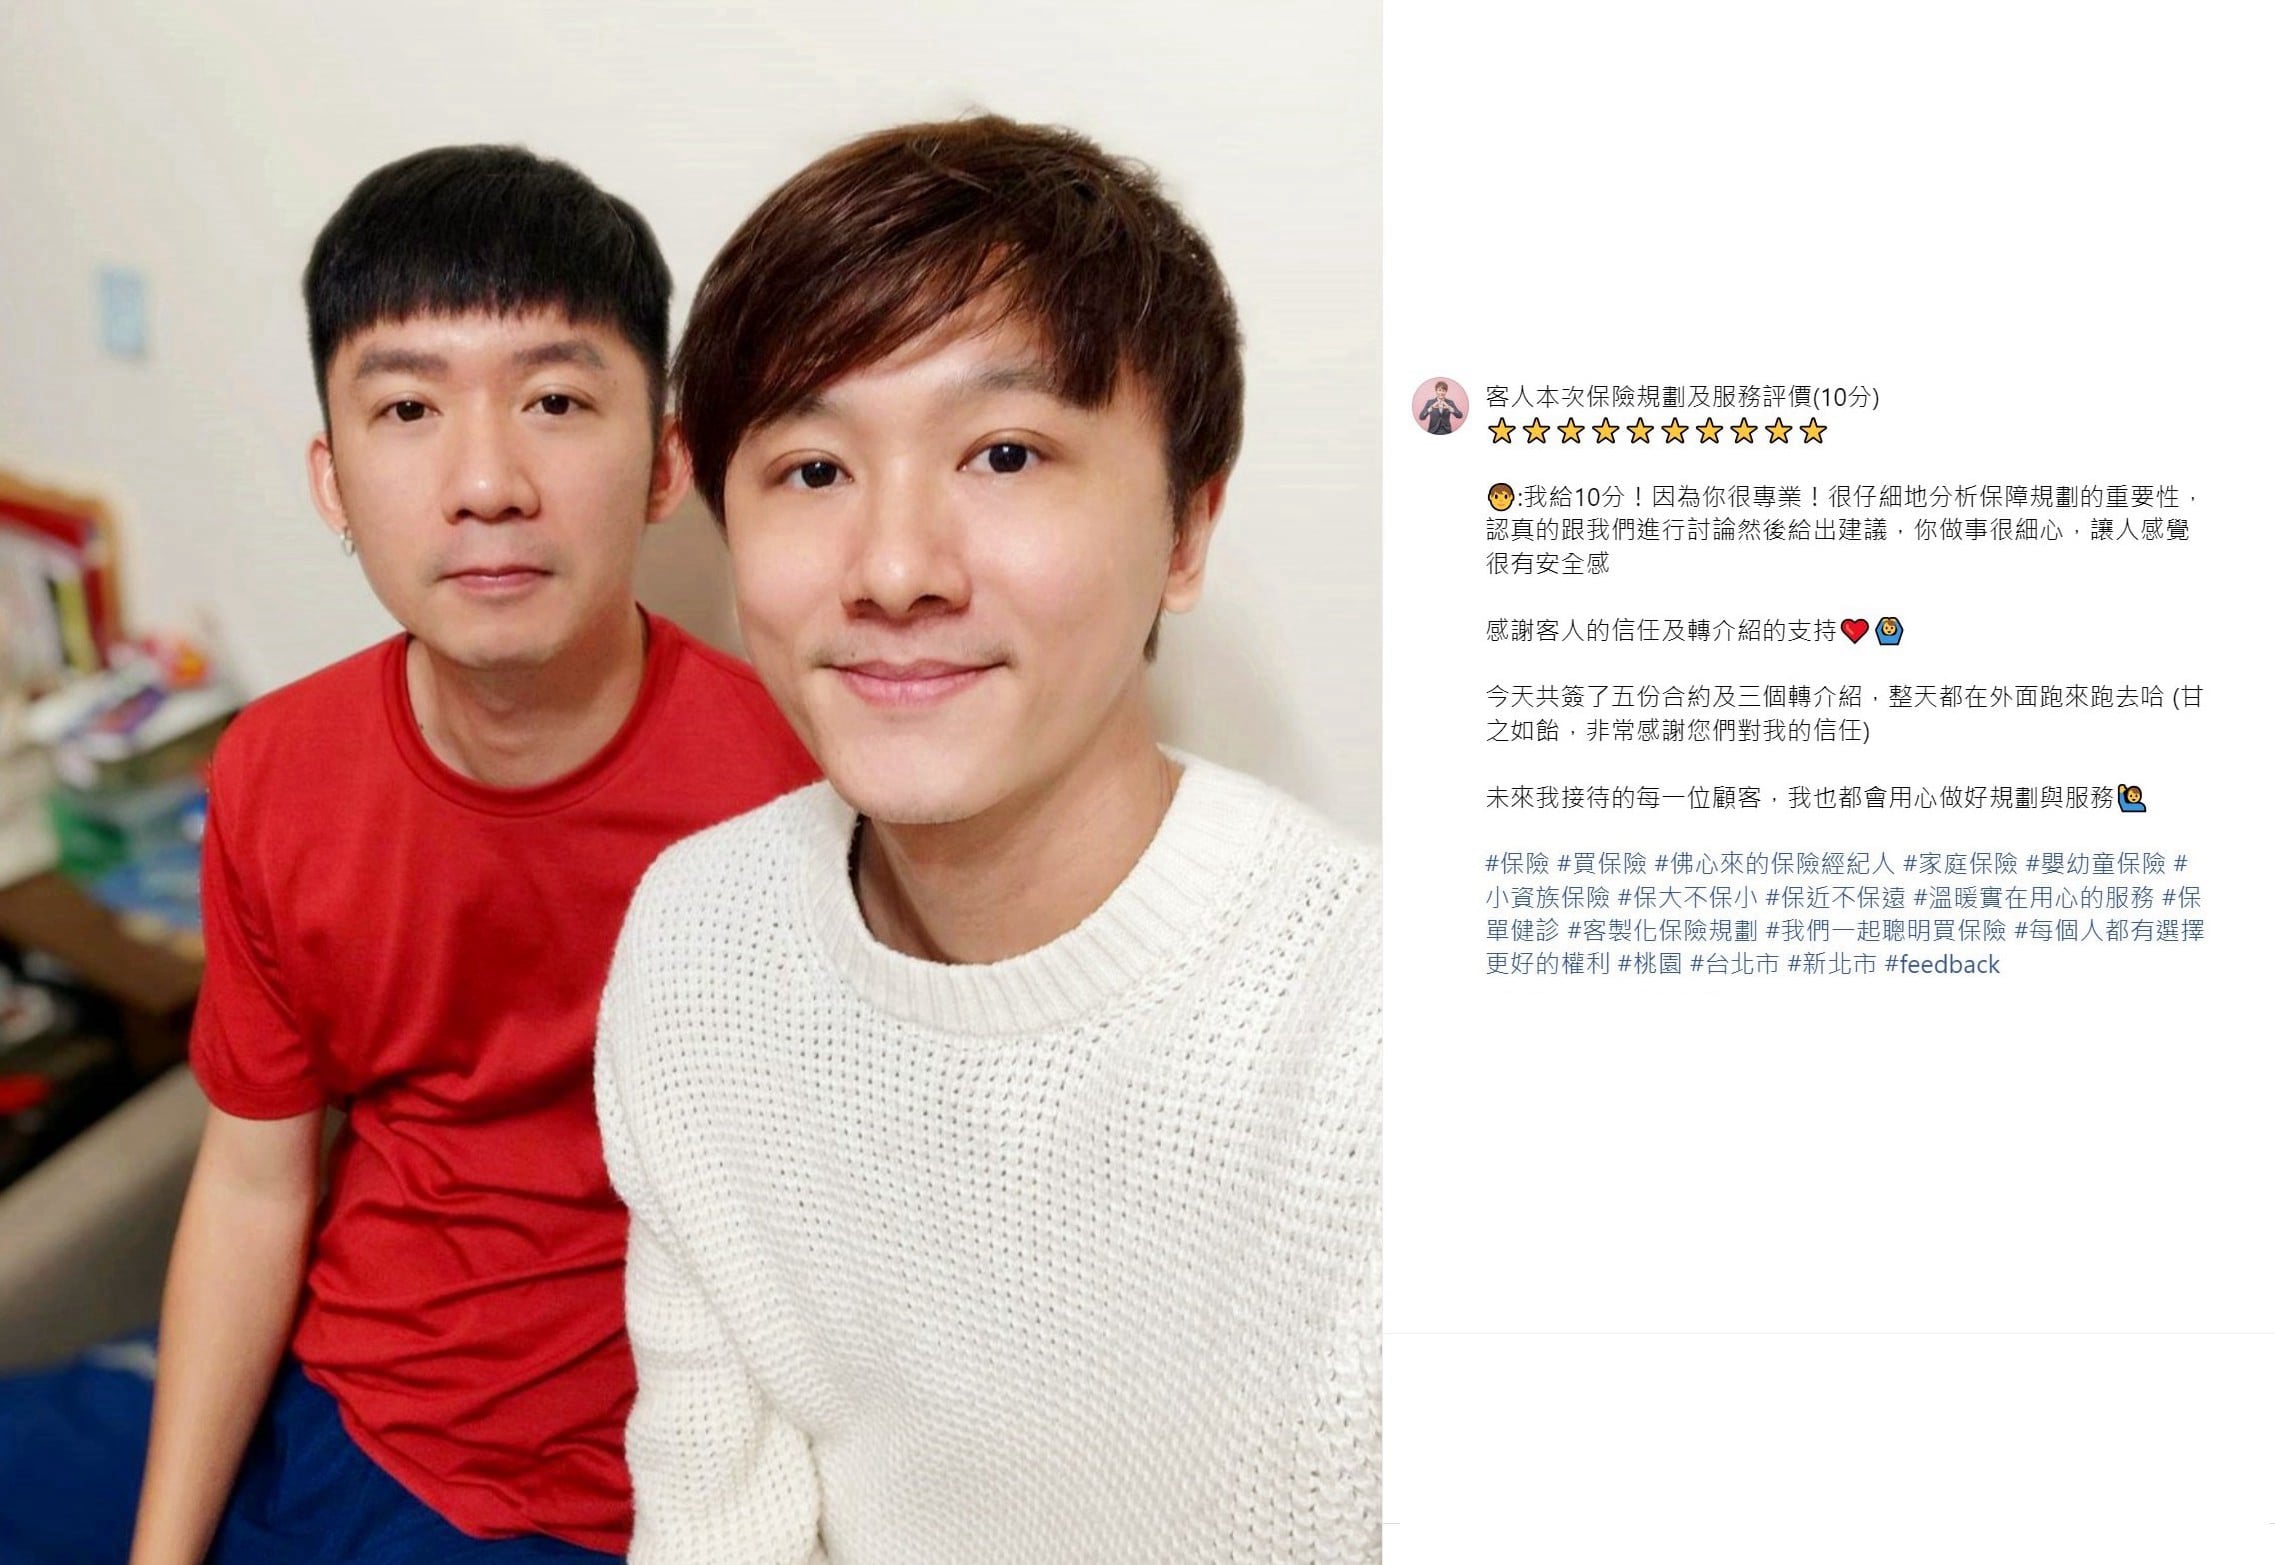 客人本次保險規劃及服務評價(10分)
⭐⭐⭐⭐⭐⭐⭐⭐⭐⭐
🧑:我給10分！因為你很專業！很仔細地分析保障規劃的重要性，
認真的跟我們進行討論然後給出建議，你做事很細心，讓人感覺
很有安全感
感謝客人的信任及轉介紹的支持❤️🙆‍♂️
今天共簽了五份合約及三個轉介紹，整天都在外面跑來跑去哈 (甘
之如飴，非常感謝您們對我的信任)
未來我接待的每一位顧客，我也都會用心做好規劃與服務🙋‍♂️
#保險 #買保險 #佛心來的保險經紀人 #家庭保險 #嬰幼童保險 #
小資族保險 #保大不保小 #保近不保遠 #溫暖實在用心的服務 #保
單健診 #客製化保險規劃 #我們一起聰明買保險 #每個人都有選擇
更好的權利 #桃園 #台北市 #新北市 #feedback